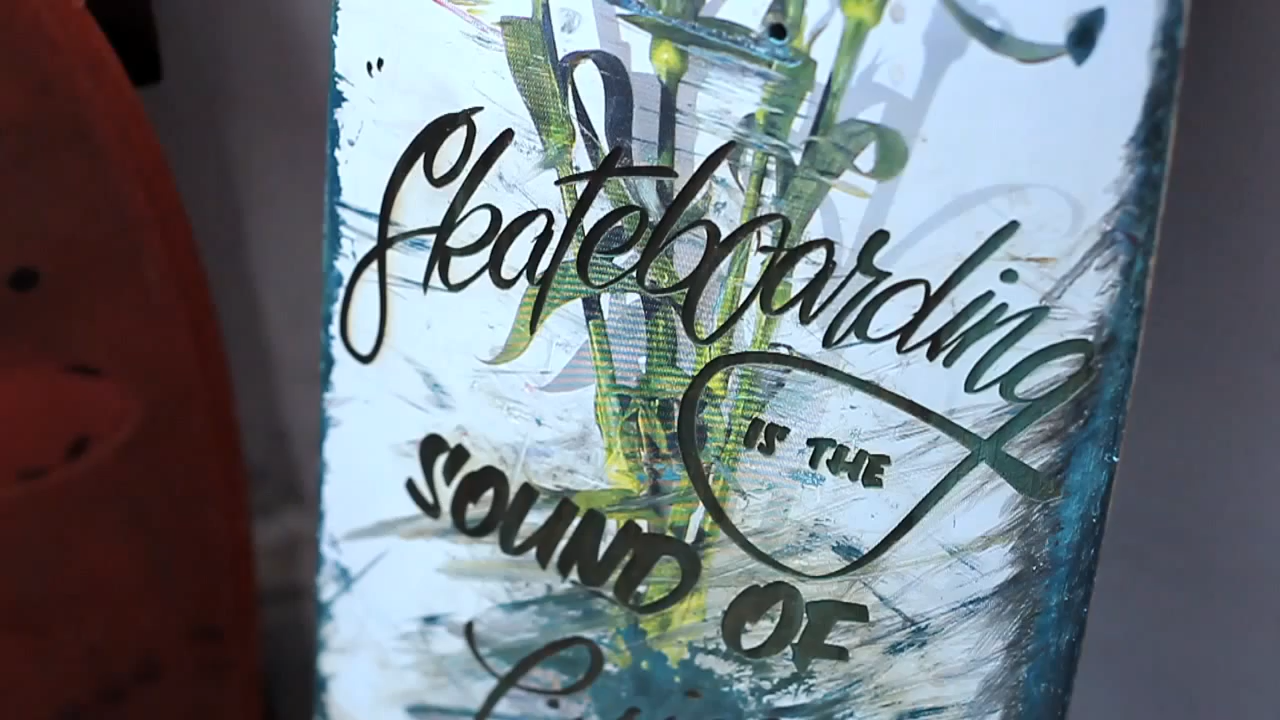 "Skateboarding
IS THE
SOUND OF